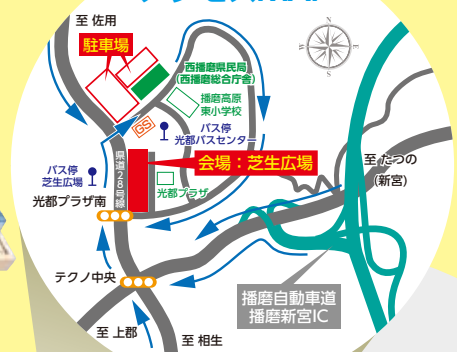 至 佐用
駐車場
西播磨県民局
(西播磨総合庁舎)
播磨高原
東小学校
GS
バス停
光都バスセンター
N
W
E
S
会場：芝生広場
至 たつの
(新宮)
バス停
芝生広場
県道28号線
光都プラザ
光都プラザ南
テクノ中央
播磨自動車道
播磨新宮IC
至 上郡
至 相生